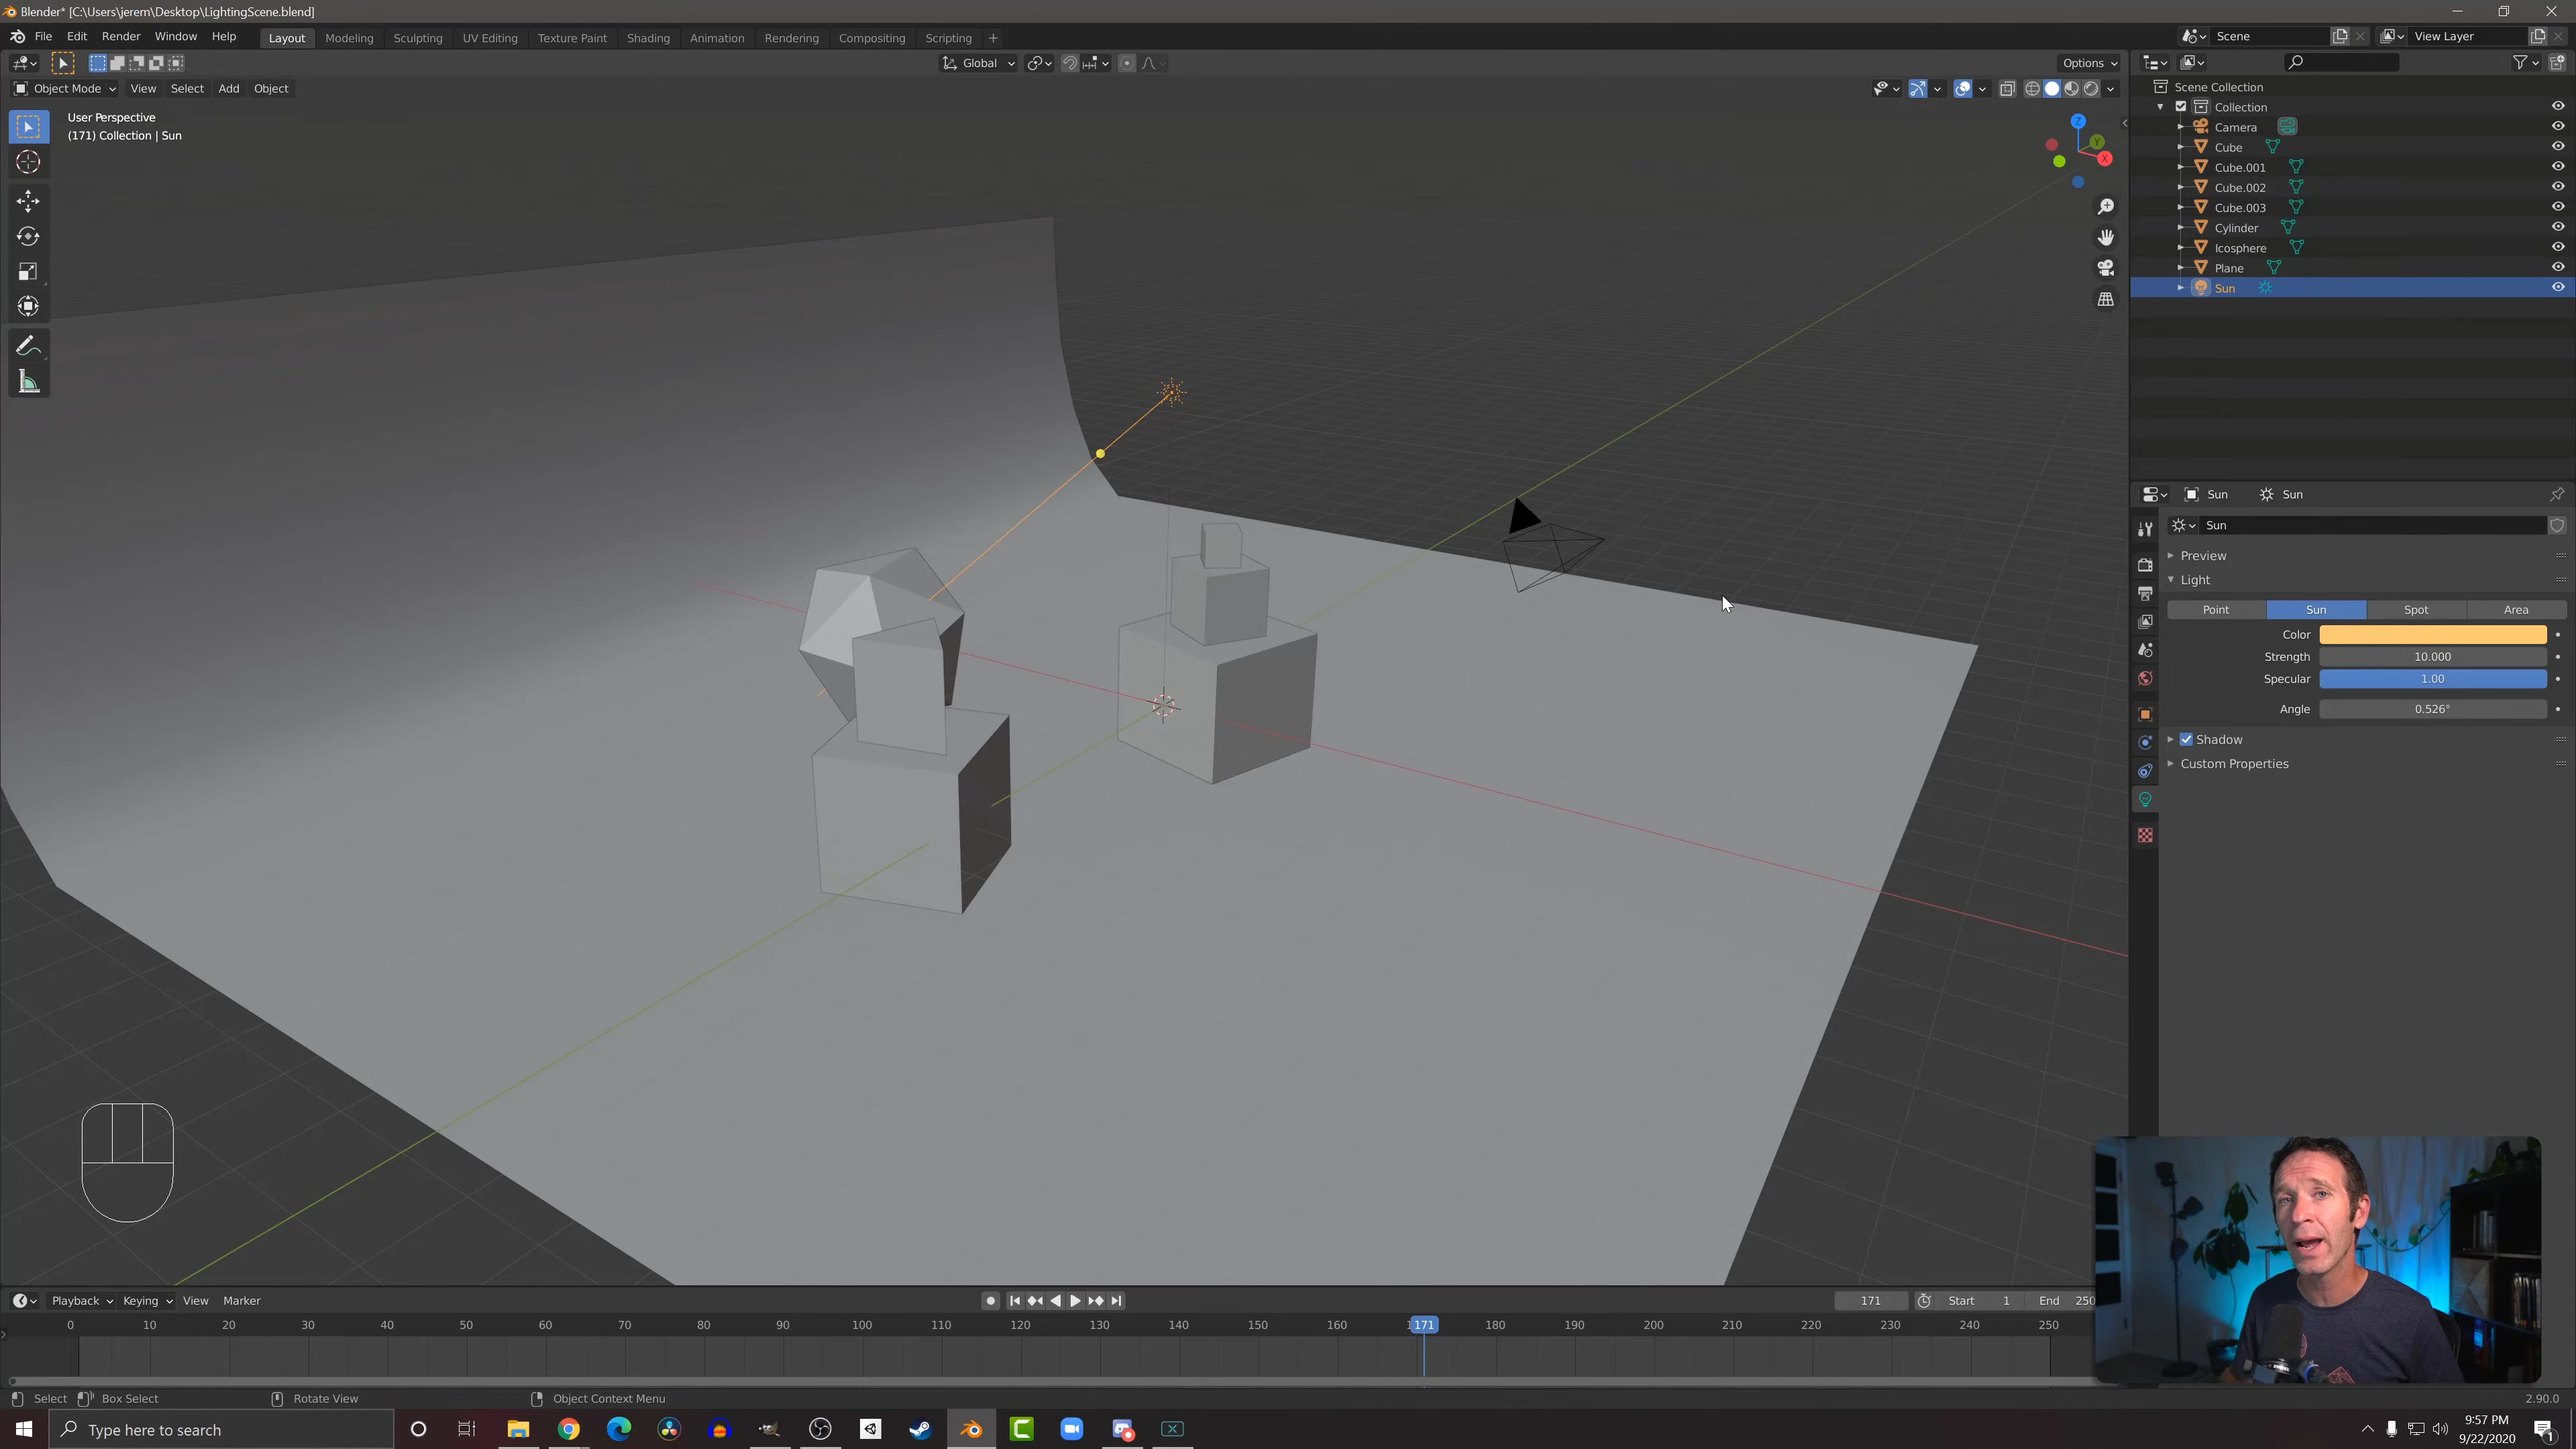 Blender* [C:\Users\jerem\Desktop\LightingScene.blend]
File Edit Render Window Help Layout Modeling Sculpting UV Editing Texture Paint Shading Animation Rendering Compositing Scripting + Scene View Layer
Global Options
Object Mode View Select Add Object
User Perspective
(171) Collection | Sun
Z
Y
X
Scene Collection
Collection
Camera
Cube
Cube.001
Cube.002
Cube.003
Cylinder
Icosphere
Plane
Sun
Sun Sun
Sun
Preview
Light
Point Sun Spot Area
Color
Strength 10.000
Specular 1.00
Angle 0.526°
Shadow
Custom Properties
Playback Keying View Marker 171 Start 1 End 250
0 10 20 30 40 50 60 70 80 90 100 110 120 130 140 150 160 171 180 190 200 210 220 230 240 250
Select Box Select Rotate View Object Context Menu 2.90.0
Type here to search
9:57 PM
9/22/2020
1